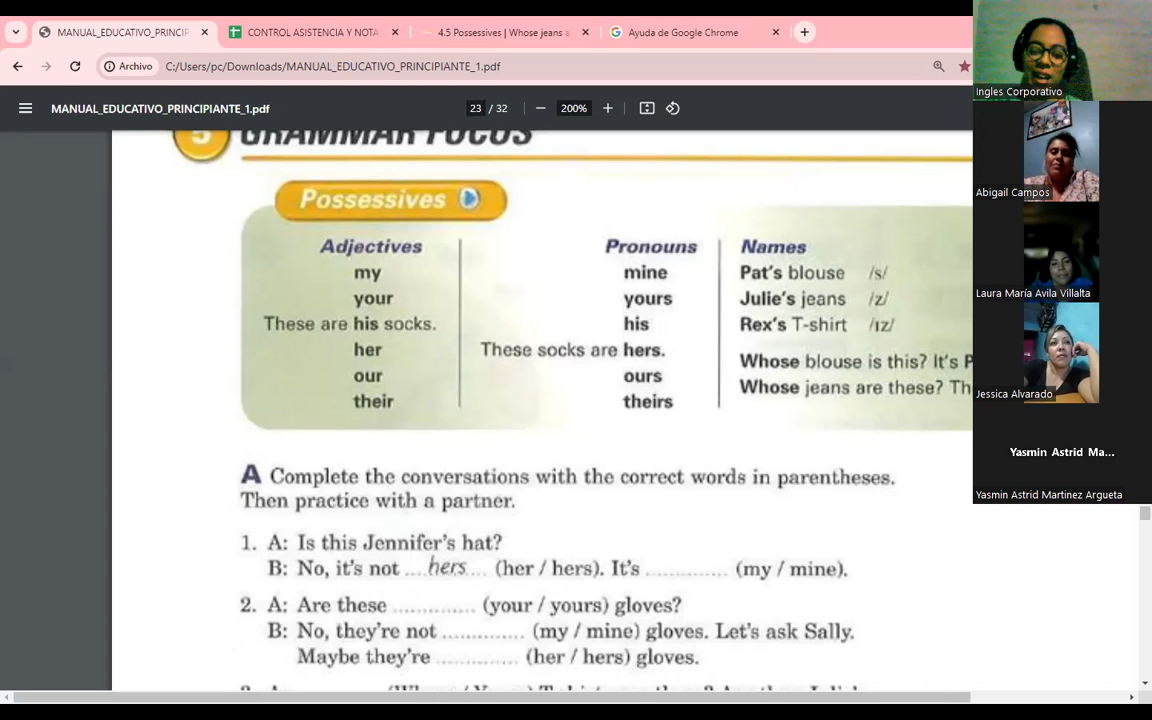 MANUAL_EDUCATIVO_PRINCIP
CONTROL ASISTENCIA Y NOTA
4.5 Possessives | Whose jeans a
Ayuda de Google Chrome
Archivo
C:/Users/pc/Downloads/MANUAL_EDUCATIVO_PRINCIPIANTE_1.pdf
MANUAL_EDUCATIVO_PRINCIPIANTE_1.pdf
23 / 32
200%
5 GRAMMAR FOCUS
Possessives
Adjectives
my
your
These are his socks.
her
our
their
Pronouns
mine
yours
his
These socks are hers.
ours
theirs
Names
Pat's blouse /s/
Julie's jeans /z/
Rex's T-shirt /ɪz/
Whose blouse is this? It's P
Whose jeans are these? Th
A Complete the conversations with the correct words in parentheses.
Then practice with a partner.
1. A: Is this Jennifer's hat?
B: No, it's not ....hers.... (her / hers). It's ............. (my / mine).
2. A: Are these ............. (your / yours) gloves?
B: No, they're not ............. (my / mine) gloves. Let's ask Sally.
Maybe they're ............. (her / hers) gloves.
Ingles Corporativo
Abigail Campos
Laura María Avila Villalta
Jessica Alvarado
Yasmin Astrid Ma...
Yasmin Astrid Martinez Argueta